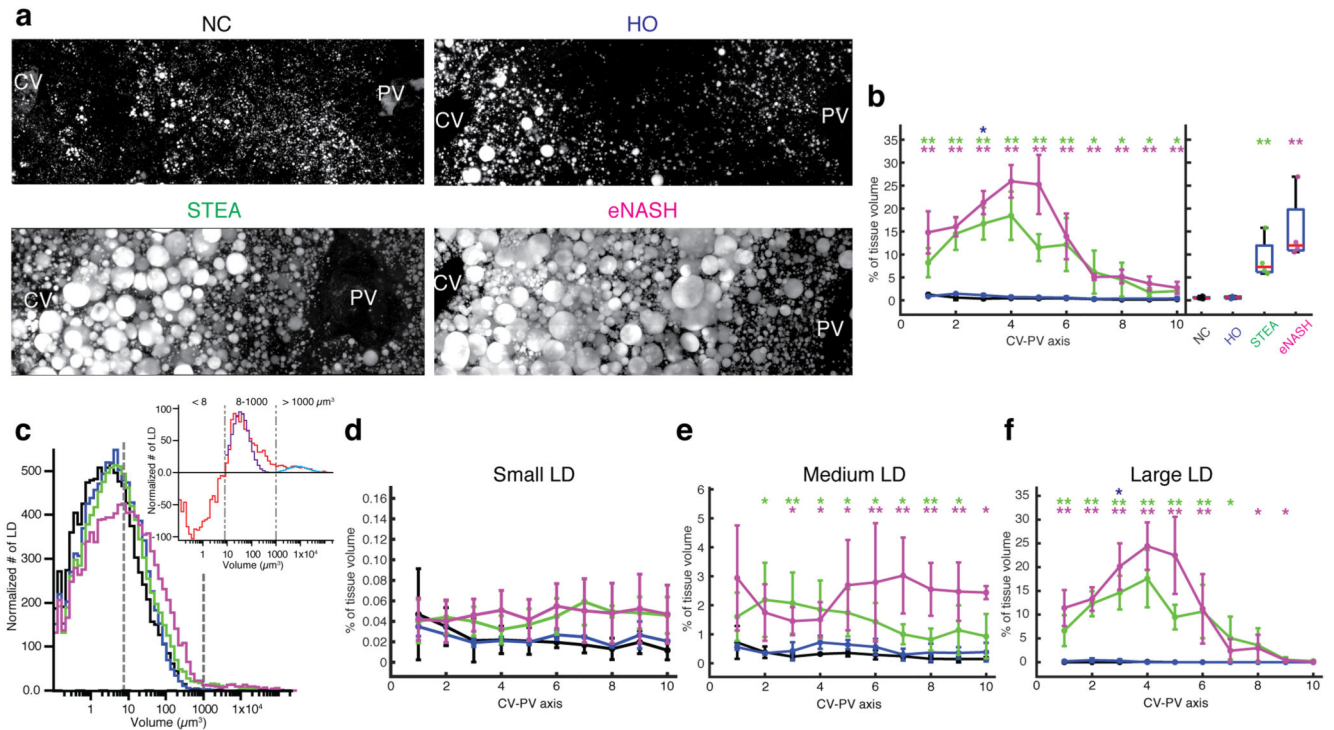 a
NC
HO
CV
PV
CV
PV
STEA
eNASH
CV
PV
CV
PV
b
% of tissue volume
35
30
25
20
15
10
5
0
** ** ** ** ** ** * * * *
** ** ** ** ** ** ** ** ** **
*
** **
0 2 4 6 8 10
CV-PV axis
NC
HO
STEA
eNASH
c
Normalized # of LD
500
400
300
200
100
0.0
1 10 100 1000 1x10⁴
Volume (µm³)
< 8 8-1000 > 1000 µm³
Normalized # of LD
100
50
0.0
-50
-100
1 10 100 1000 1x10⁴
Volume (µm³)
d
Small LD
% of tissue volume
0.16
0.14
0.12
0.1
0.08
0.06
0.04
0.02
0
0 2 4 6 8 10
CV-PV axis
e
Medium LD
% of tissue volume
6
5
4
3
2
1
0
* ** * * ** * ** * 
* * * ** ** ** ** *
0 2 4 6 8 10
CV-PV axis
f
Large LD
% of tissue volume
35
30
25
20
15
10
5
0
*
** ** ** ** ** ** *
** ** ** ** ** ** * *
0 2 4 6 8 10
CV-PV axis